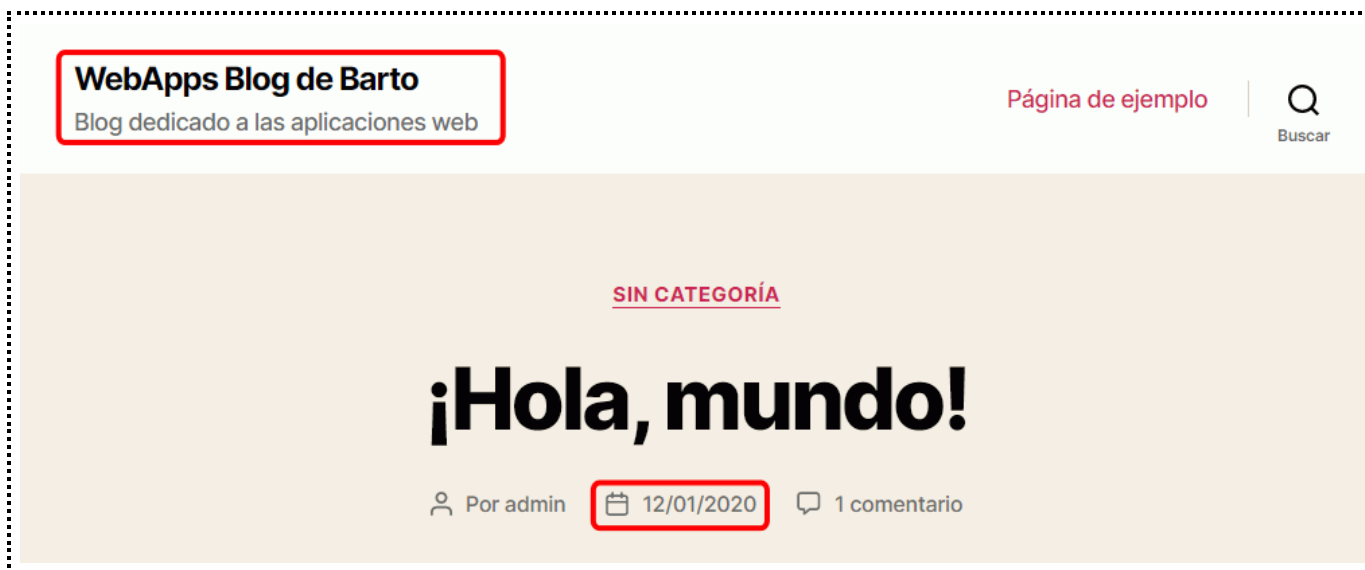 WebApps Blog de Barto
Blog dedicado a las aplicaciones web
Página de ejemplo
Buscar
SIN CATEGORÍA
¡Hola, mundo!
Por admin 12/01/2020 1 comentario